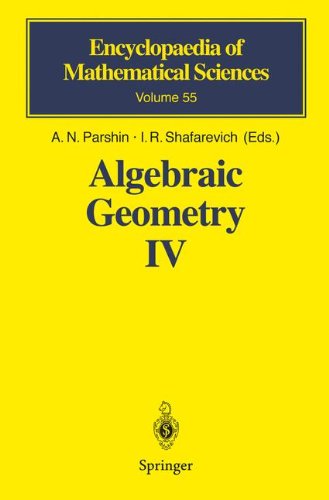 Encyclopaedia of
Mathematical Sciences
Volume 55
A. N. Parshin · I. R. Shafarevich (Eds.)
Algebraic
Geometry
IV
Springer